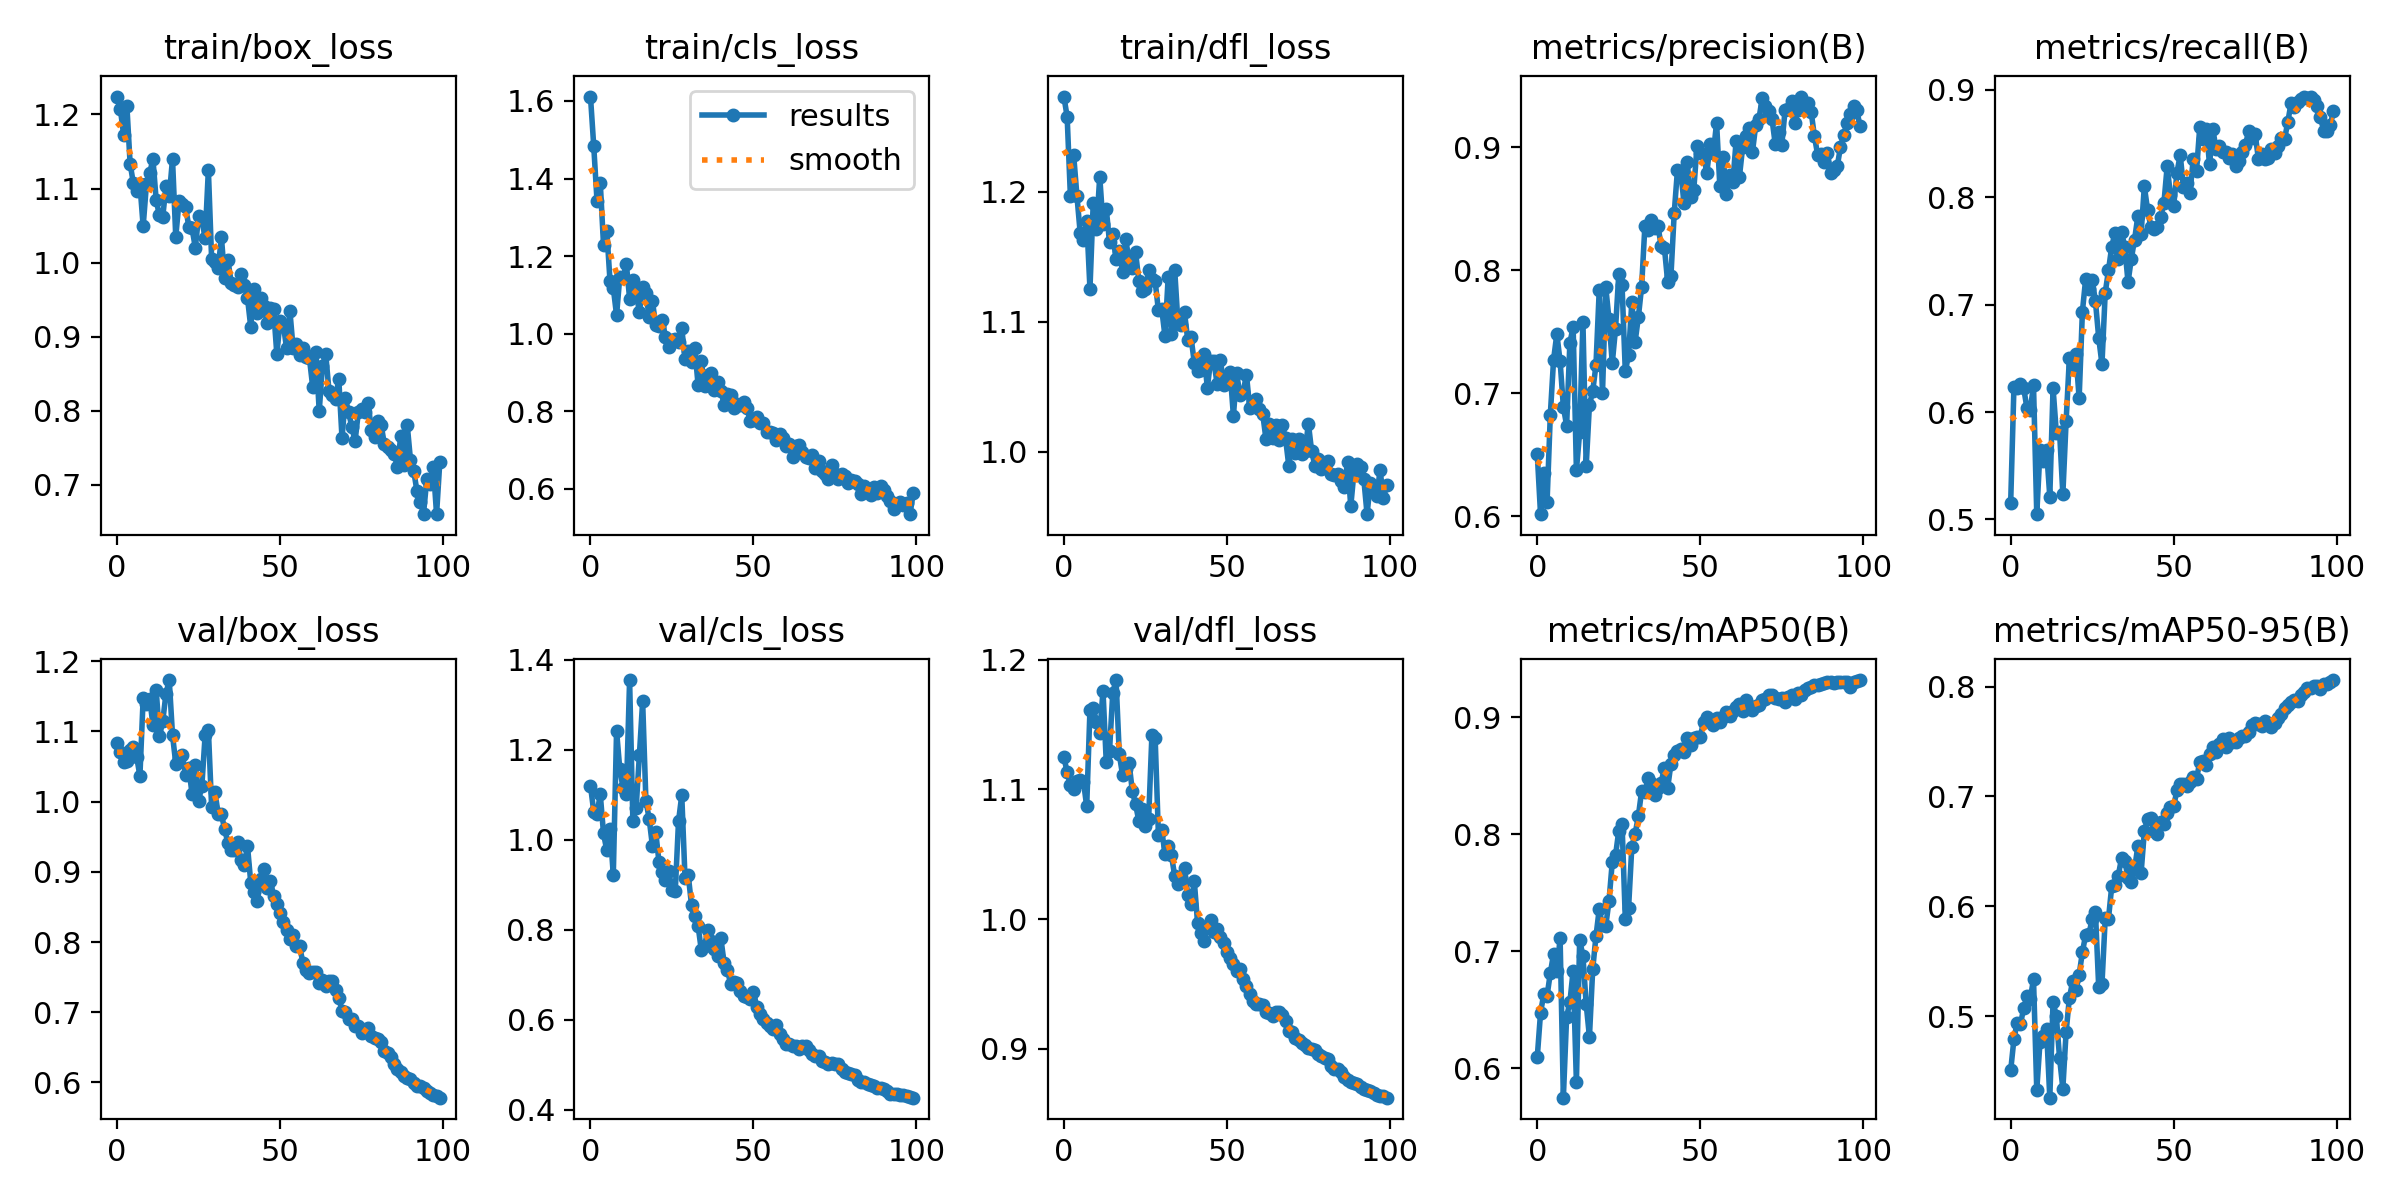 train/box_loss
1.2
1.1
1.0
0.9
0.8
0.7
0 50 100
train/cls_loss
results
smooth
1.6
1.4
1.2
1.0
0.8
0.6
0 50 100
train/dfl_loss
1.2
1.1
1.0
0 50 100
metrics/precision(B)
0.9
0.8
0.7
0.6
0 50 100
metrics/recall(B)
0.9
0.8
0.7
0.6
0.5
0 50 100
val/box_loss
1.2
1.1
1.0
0.9
0.8
0.7
0.6
0 50 100
val/cls_loss
1.4
1.2
1.0
0.8
0.6
0.4
0 50 100
val/dfl_loss
1.2
1.1
1.0
0.9
0 50 100
metrics/mAP50(B)
0.9
0.8
0.7
0.6
0 50 100
metrics/mAP50-95(B)
0.8
0.7
0.6
0.5
0 50 100